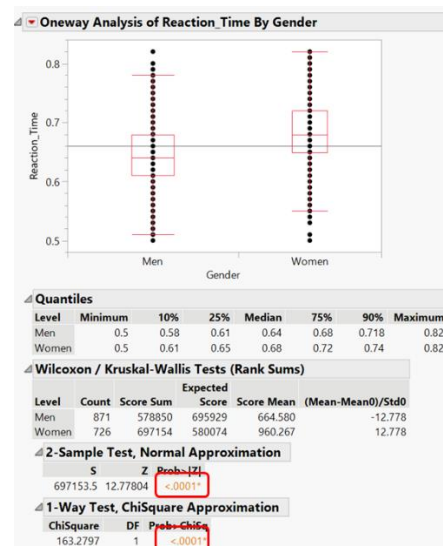 Oneway Analysis of Reaction_Time By Gender
0.8
0.7
0.6
0.5
Reaction_Time
Men Women
Gender
Quantiles
Level Minimum 10% 25% Median 75% 90% Maximum
Men 0.5 0.58 0.61 0.64 0.68 0.718 0.82
Women 0.5 0.61 0.65 0.68 0.72 0.74 0.82
Wilcoxon / Kruskal-Wallis Tests (Rank Sums)
Expected
Level Count Score Sum Score Score Mean (Mean-Mean0)/Std0
Men 871 578850 695929 664.580 -12.778
Women 726 697154 580074 960.267 12.778
2-Sample Test, Normal Approximation
S Z Prob>|Z|
697153.5 12.77804 <.0001*
1-Way Test, ChiSquare Approximation
ChiSquare DF Prob>ChiSq
163.2797 1 <.0001*